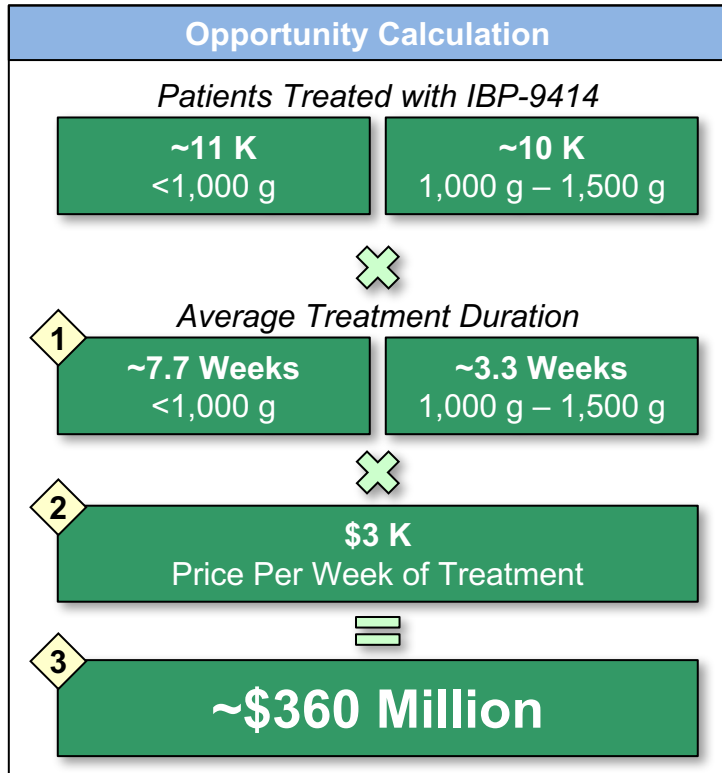 Opportunity Calculation
Patients Treated with IBP-9414
~11 K
<1,000 g
~10 K
1,000 g – 1,500 g
Average Treatment Duration
1
~7.7 Weeks
<1,000 g
~3.3 Weeks
1,000 g – 1,500 g
2
$3 K
Price Per Week of Treatment
3
~$360 Million